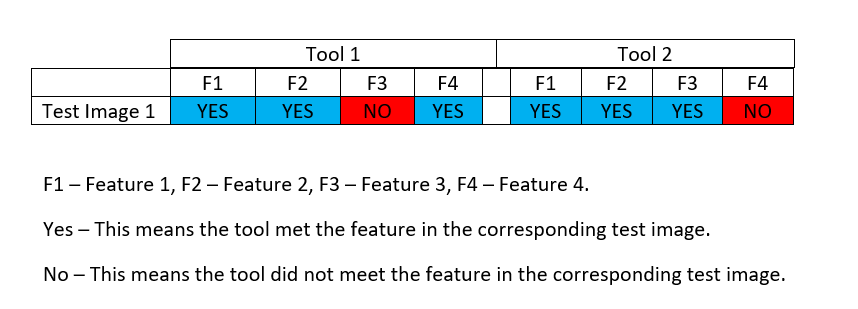 Tool 1 Tool 2
F1 F2 F3 F4 F1 F2 F3 F4
Test Image 1 YES YES NO YES YES YES YES NO
F1 – Feature 1, F2 – Feature 2, F3 – Feature 3, F4 – Feature 4.
Yes – This means the tool met the feature in the corresponding test image.
No – This means the tool did not meet the feature in the corresponding test image.